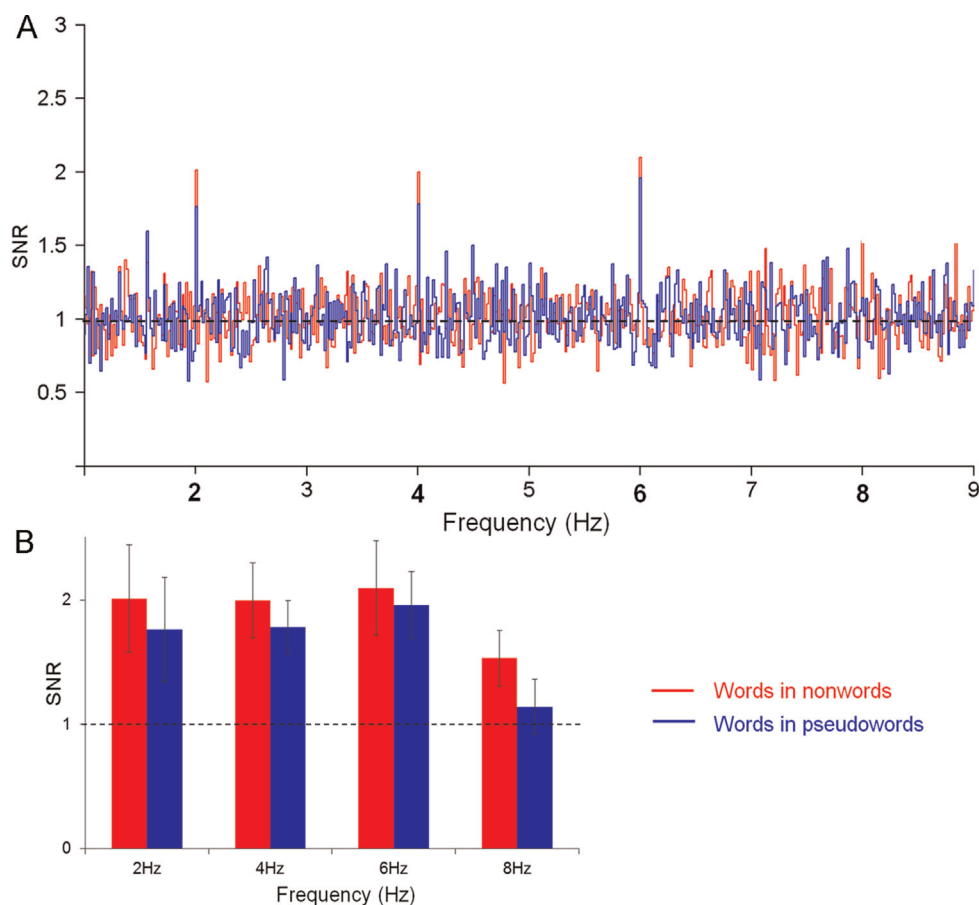 A
3
2.5
2
1.5
1
0.5
SNR
2 3 4 5 6 7 8 9
Frequency (Hz)
B
2
1
0
SNR
2Hz 4Hz 6Hz 8Hz
Frequency (Hz)
Words in nonwords
Words in pseudowords